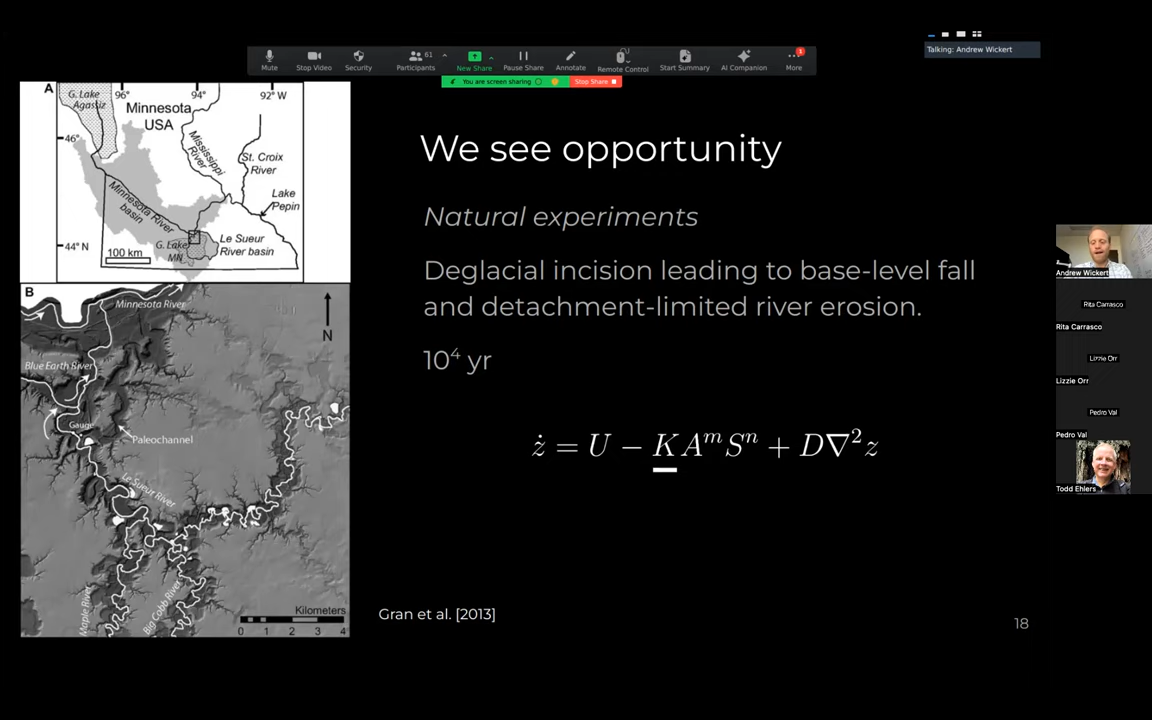 Mute
Stop Video
Security
Participants
61
New Share
Pause Share
Annotate
Remote Control
Start Summary
AI Companion
More
1
You are screen sharing
Stop Share
Talking: Andrew Wickert
A
G. Lake
Agassiz
96°
94°
92° W
Minnesota
USA
46°
Mississippi
River
St. Croix
River
Lake
Pepin
Minnesota River
basin
44° N
G. Lake
MN
Le Sueur
River basin
100 km
B
Minnesota River
N
Blue Earth River
Gauge
Paleochannel
Le Sueur River
Maple River
Big Cobb River
Kilometers
0 1 2 3 4
We see opportunity
Natural experiments
Deglacial incision leading to base-level fall
and detachment-limited river erosion.
10⁴ yr
ż = U − KAᵐSⁿ + D∇²z
Gran et al. [2013]
18
Andrew Wickert
Rita Carrasco
Rita Carrasco
Lizzie Orr
Lizzie Orr
Pedro Val
Pedro Val
Todd Ehlers